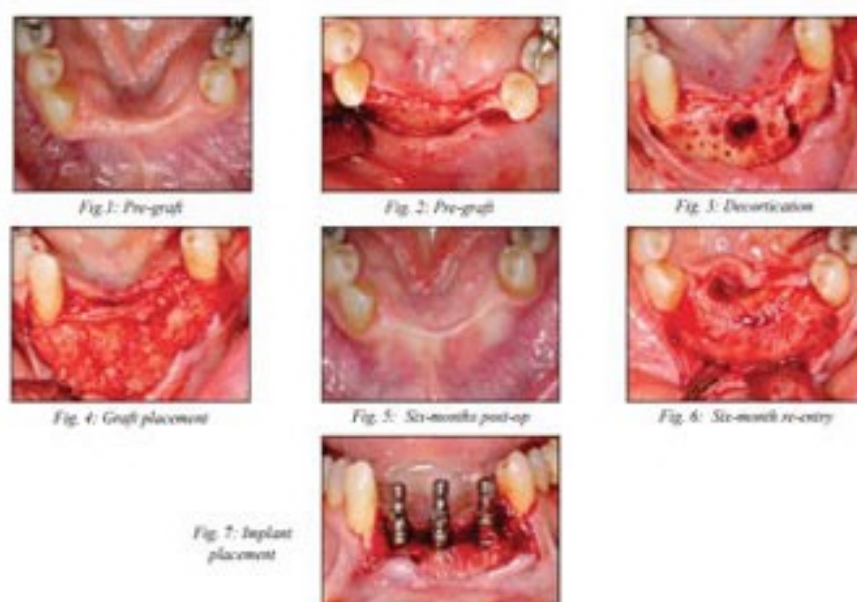 Fig.1: Pre-graft
Fig. 2: Pre-graft
Fig. 3: Decortication
Fig. 4: Graft placement
Fig. 5: Six-months post-op
Fig. 6: Six-month re-entry
Fig. 7: Implant
placement